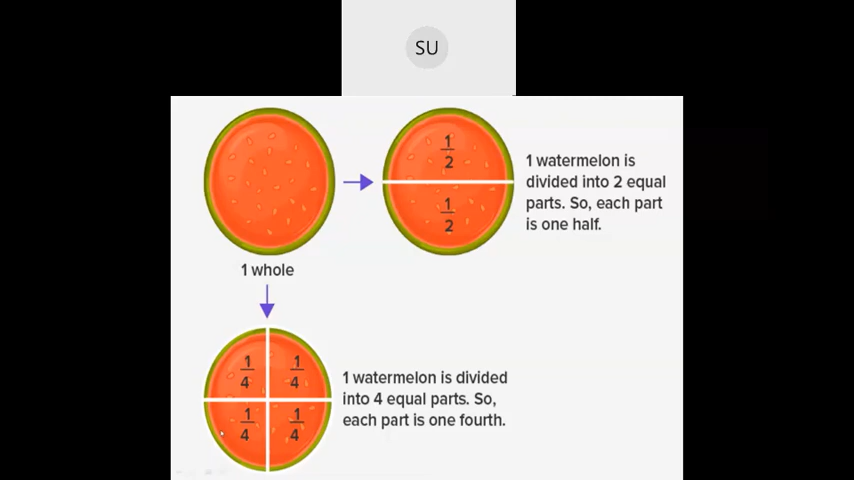 SU
1
2
1
2
1 watermelon is
divided into 2 equal
parts. So, each part
is one half.
1 whole
1
4
1
4
1
4
1
4
1 watermelon is divided
into 4 equal parts. So,
each part is one fourth.